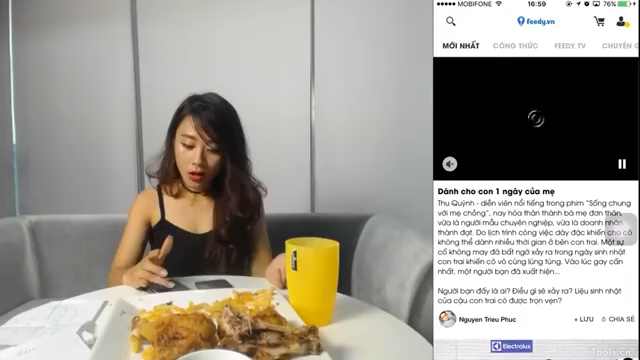 MOBIFONE
16:59
76%
feedy.vn
MỚI NHẤT CÔNG THỨC FEEDY TV CHUYÊN
Dành cho con 1 ngày của mẹ
Thu Quỳnh - diễn viên nổi tiếng trong phim "Sống chung
với mẹ chồng", nay hóa thân thành bà mẹ đơn thân
vừa là người mẫu chuyên nghiệp, vừa là doanh nhân
thành đạt. Do lịch trình công việc dày đặc khiến cho cô
không thể dành nhiều thời gian ở bên con trai. Một sự
cố không may đã bất ngờ xảy ra trong ngày sinh nhật
con trai khiến cô vô cùng lúng túng. Vào lúc gay cấn
nhất, một người bạn đã xuất hiện...
Người bạn đấy là ai? Điều gì sẽ xảy ra? Liệu sinh nhật
của cậu con trai có được trọn vẹn?
Nguyen Trieu Phuc + LƯU CHIA SẺ
Electrolux